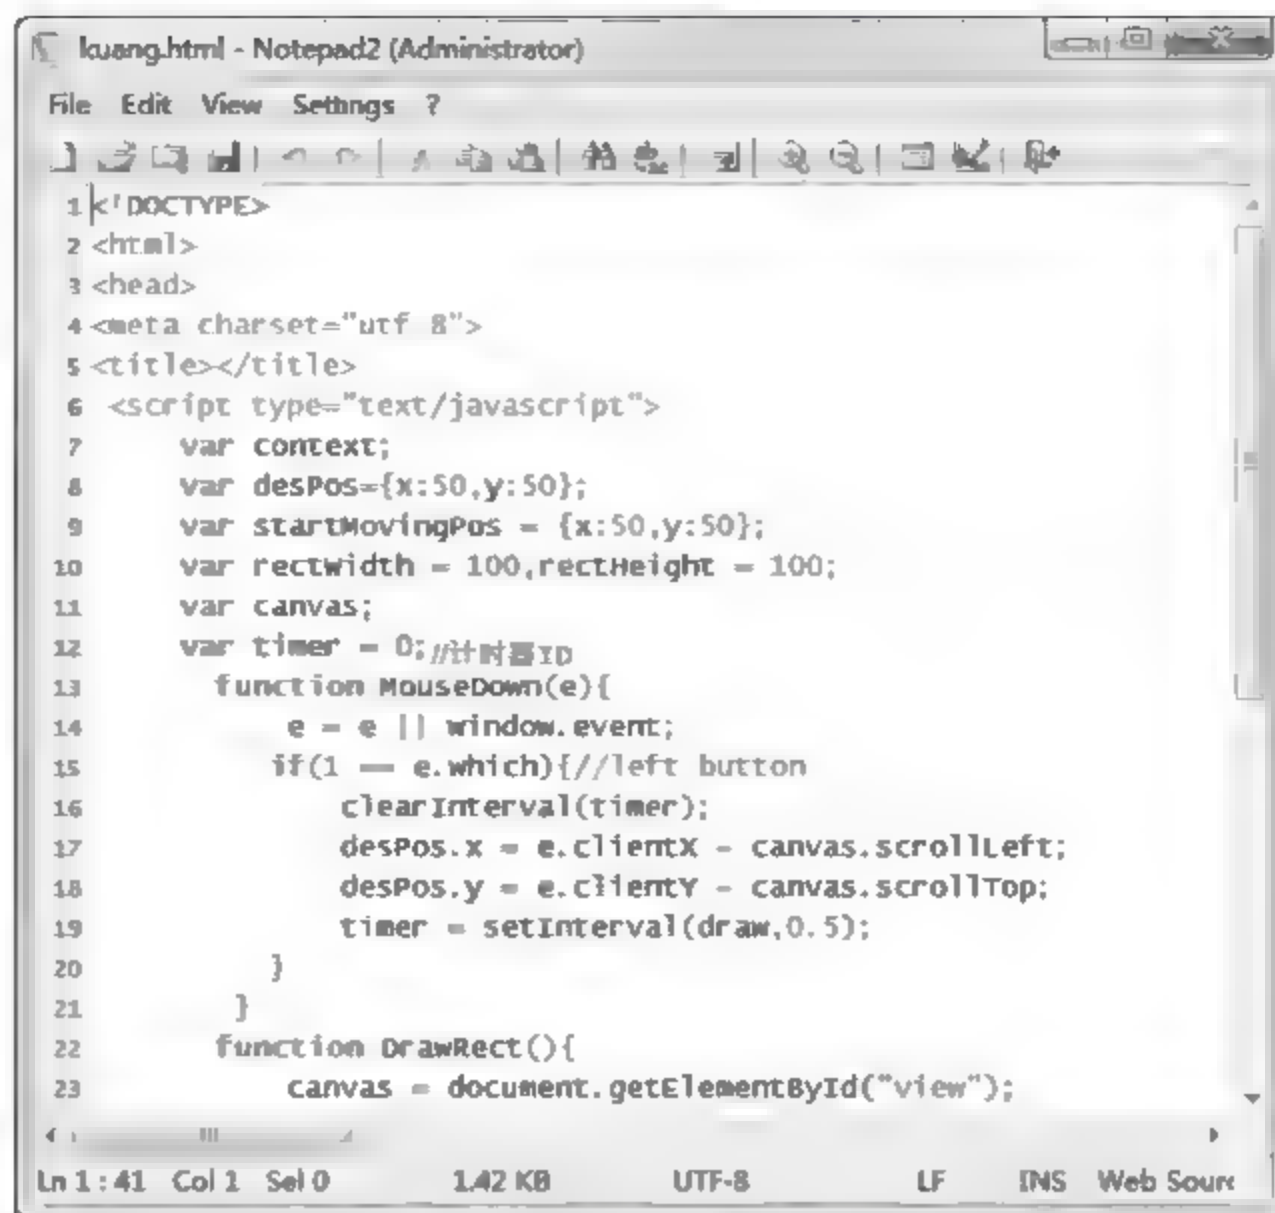 kuang.html - Notepad2 (Administrator)
File Edit View Settings ?
1 <!DOCTYPE>
2 <html>
3 <head>
4 <meta charset="utf 8">
5 <title></title>
6 <script type="text/javascript">
7 var context;
8 var desPos={x:50,y:50};
9 var startMovingPos = {x:50,y:50};
10 var rectWidth = 100,rectHeight = 100;
11 var canvas;
12 var timer = 0;//计时器ID
13 function MouseDown(e){
14 e = e || window.event;
15 if(1 == e.which){//left button
16 clearInterval(timer);
17 desPos.x = e.clientX - canvas.scrollLeft;
18 desPos.y = e.clientY - canvas.scrollTop;
19 timer = setInterval(draw,0.5);
20 }
21 }
22 function DrawRect(){
23 canvas = document.getElementById("view");
Ln 1 : 41 Col 1 Sel 0 1.42 KB UTF-8 LF INS Web Sourc